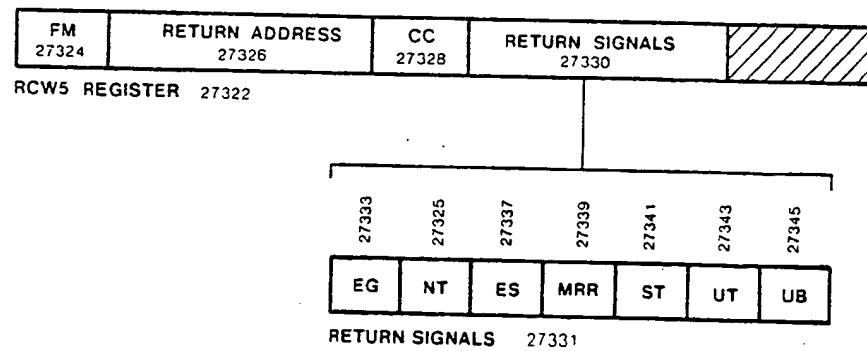 FM RETURN ADDRESS CC RETURN SIGNALS
27324 27326 27328 27330
RCW5 REGISTER 27322
27333 27325 27337 27339 27341 27343 27345
EG NT ES MRR ST UT UB
RETURN SIGNALS 27331